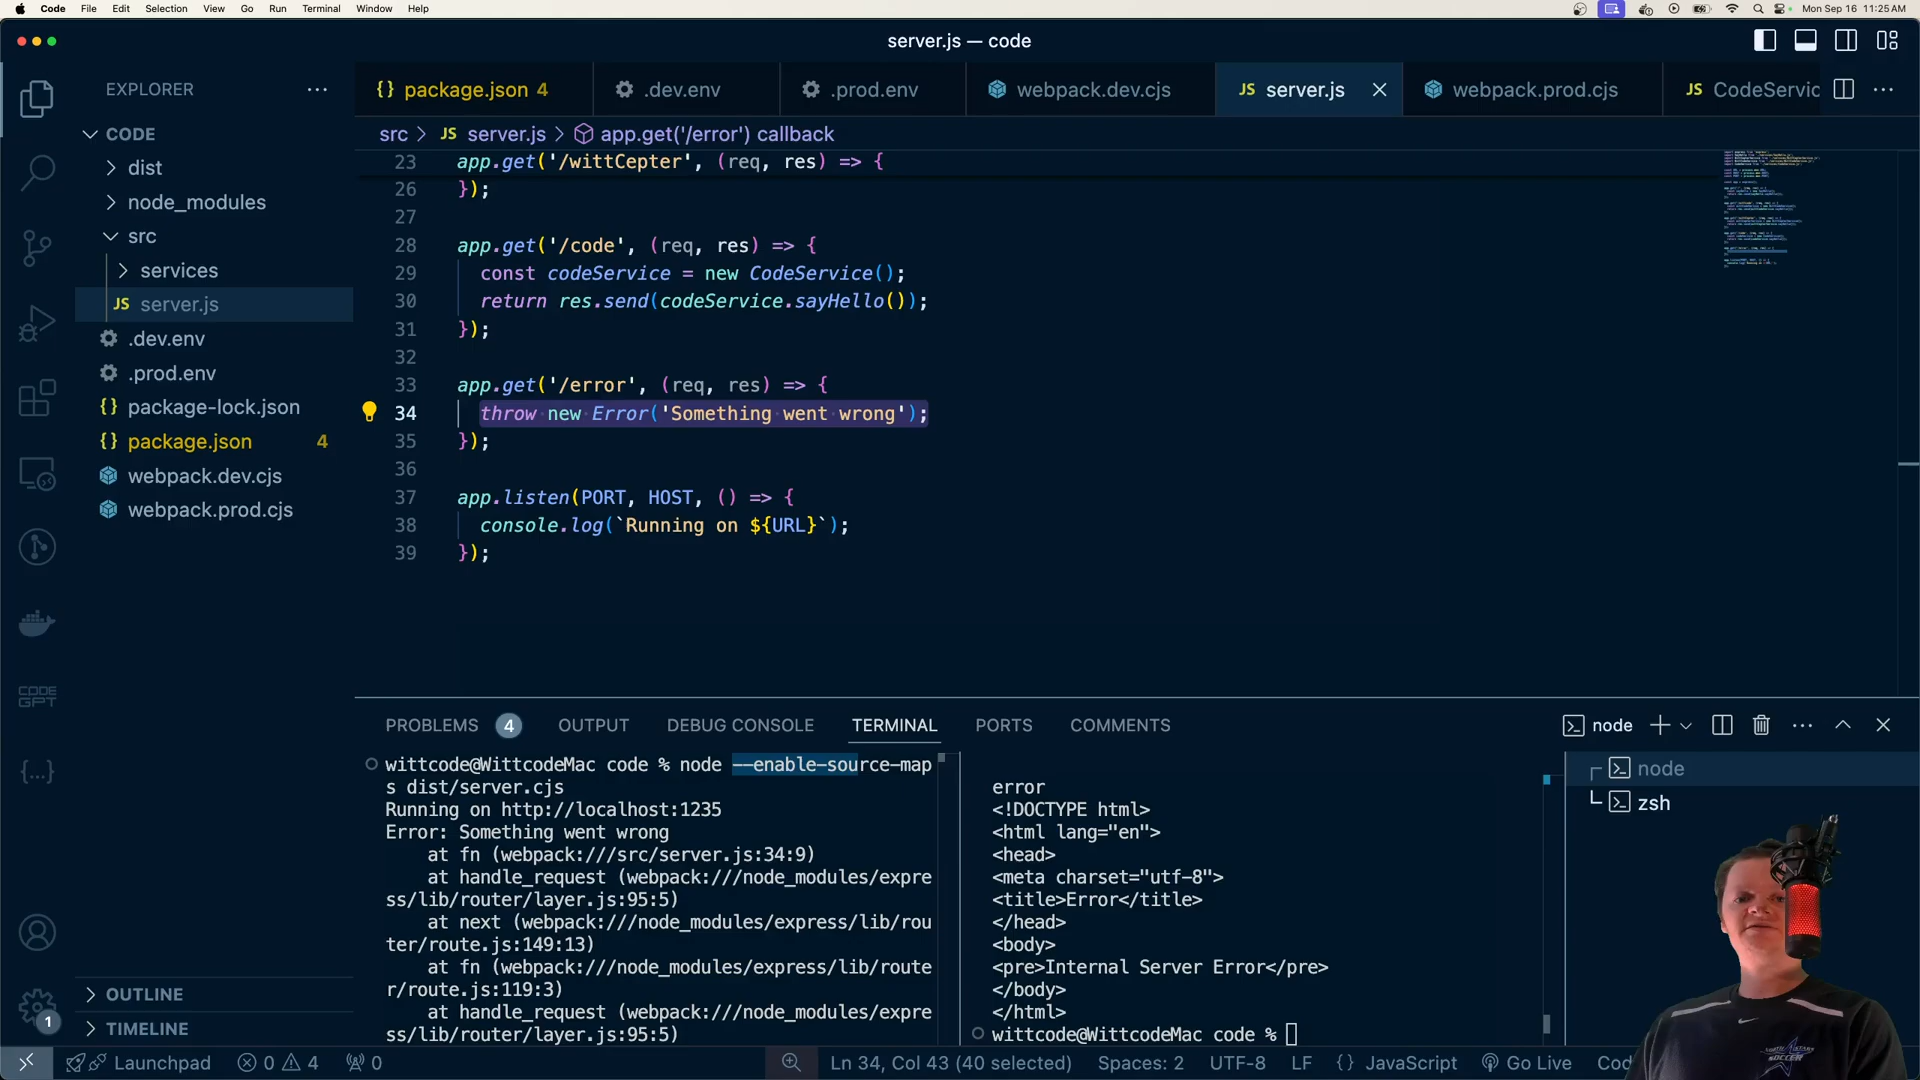 Code File Edit Selection View Go Run Terminal Window Help Mon Sep 16 11:25 AM
server.js — code
EXPLORER
{} package.json 4 .dev.env .prod.env webpack.dev.cjs JS server.js webpack.prod.cjs JS CodeServic
src > JS server.js > app.get('/error') callback
CODE
dist
node_modules
src
services
JS server.js
.dev.env
.prod.env
{} package-lock.json
{} package.json 4
webpack.dev.cjs
webpack.prod.cjs
23 app.get('/wittCepter', (req, res) => {
26 });
27
28 app.get('/code', (req, res) => {
29 const codeService = new CodeService();
30 return res.send(codeService.sayHello());
31 });
32
33 app.get('/error', (req, res) => {
34 throw new Error('Something went wrong');
35 });
36
37 app.listen(PORT, HOST, () => {
38 console.log(`Running on ${URL}`);
39 });
CODE
GPT
{...}
PROBLEMS 4 OUTPUT DEBUG CONSOLE TERMINAL PORTS COMMENTS node
wittcode@WittcodeMac code % node --enable-source-map
s dist/server.cjs
Running on http://localhost:1235
Error: Something went wrong
at fn (webpack:///src/server.js:34:9)
at handle_request (webpack:///node_modules/expre
ss/lib/router/layer.js:95:5)
at next (webpack:///node_modules/express/lib/rou
ter/route.js:149:13)
at fn (webpack:///node_modules/express/lib/route
r/route.js:119:3)
at handle_request (webpack:///node_modules/expre
ss/lib/router/layer.js:95:5)
error
<!DOCTYPE html>
<html lang="en">
<head>
<meta charset="utf-8">
<title>Error</title>
</head>
<body>
<pre>Internal Server Error</pre>
</body>
</html>
wittcode@WittcodeMac code %
node
zsh
OUTLINE
TIMELINE
1
Launchpad 0 4 0 Ln 34, Col 43 (40 selected) Spaces: 2 UTF-8 LF {} JavaScript Go Live Cod